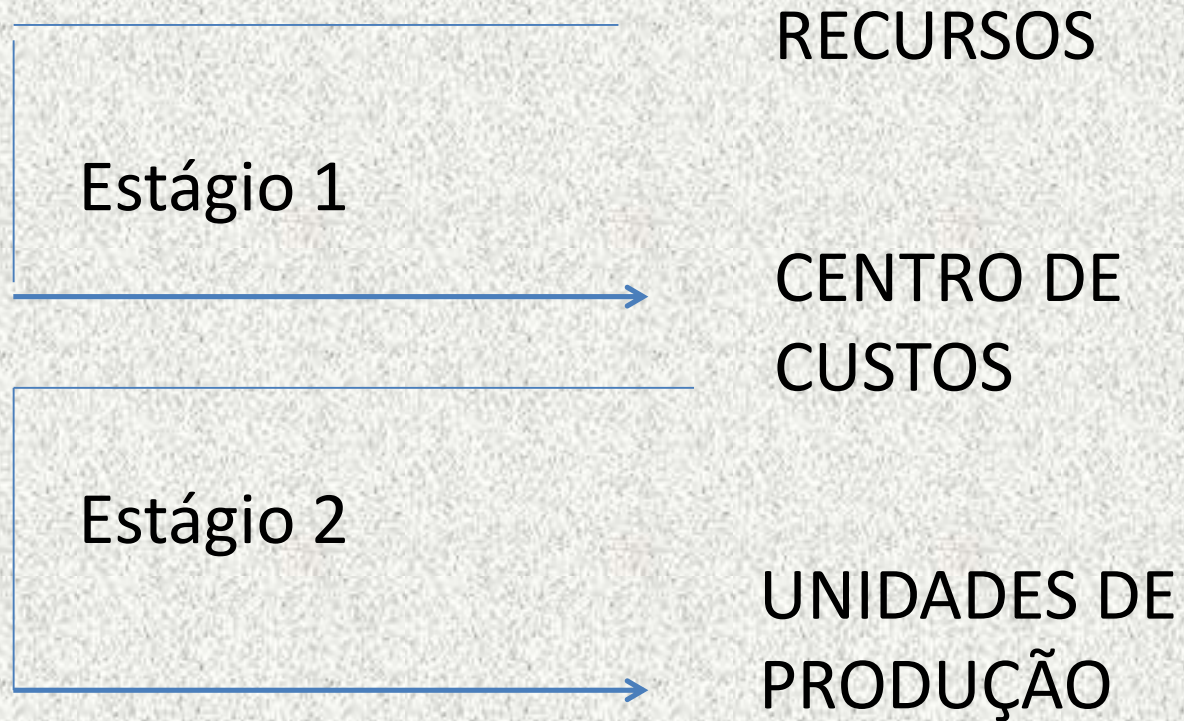 RECURSOS
Estágio 1
CENTRO DE
CUSTOS
Estágio 2
UNIDADES DE
PRODUÇÃO